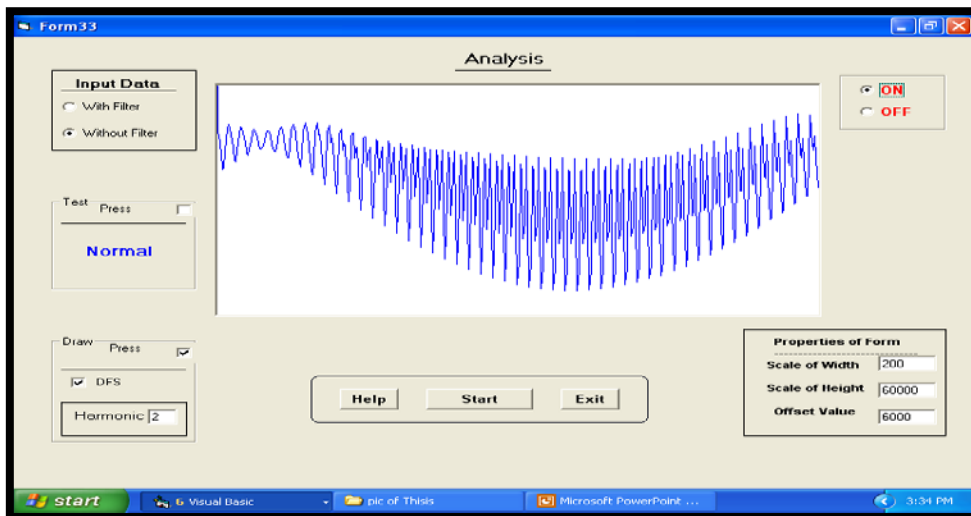 Form33
Analysis
Input Data
With Filter
Without Filter
ON
OFF
Test Press
Normal
Draw Press
DFS
Harmonic 2
Help Start Exit
Properties of Form
Scale of Width 200
Scale of Height 60000
Offset Value 6000
start 6 Visual Basic pic of Thisis Microsoft PowerPoint ... 3:34 PM